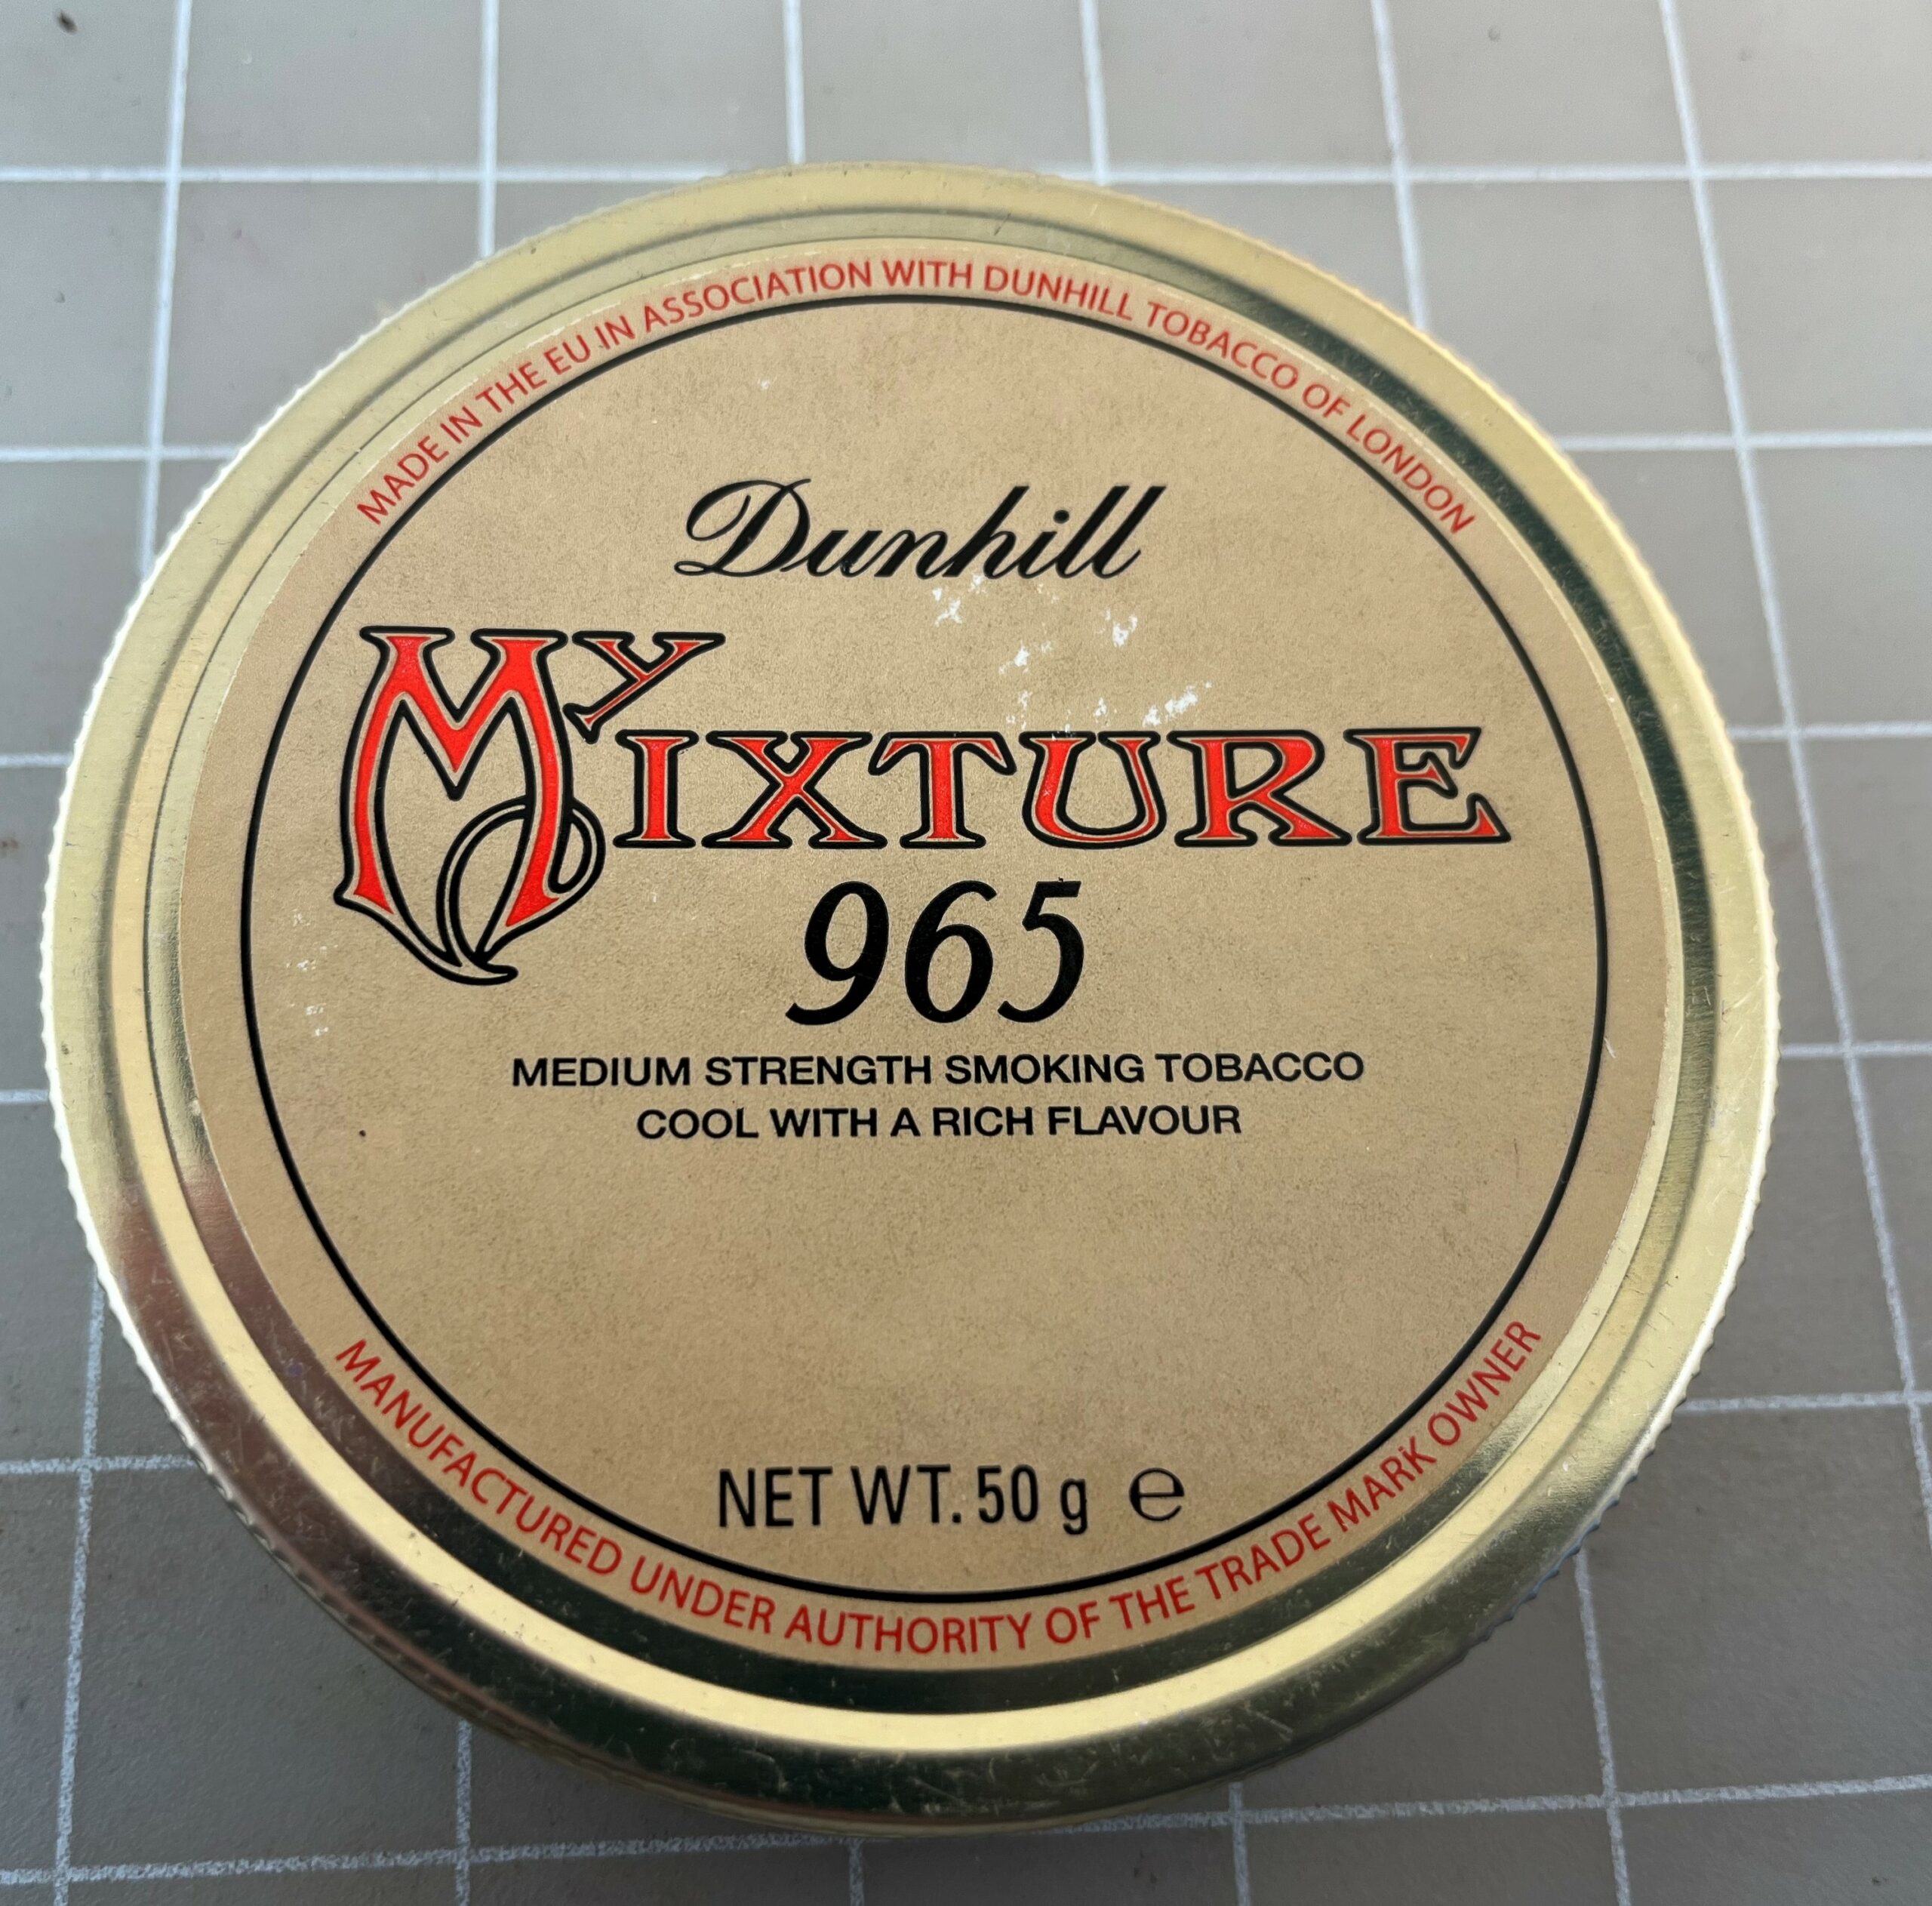 MADE IN THE EU IN ASSOCIATION WITH DUNHILL TOBACCO OF LONDON
Dunhill
My MIXTURE
965
MEDIUM STRENGTH SMOKING TOBACCO
COOL WITH A RICH FLAVOUR
NET WT. 50 g ℮
MANUFACTURED UNDER AUTHORITY OF THE TRADE MARK OWNER